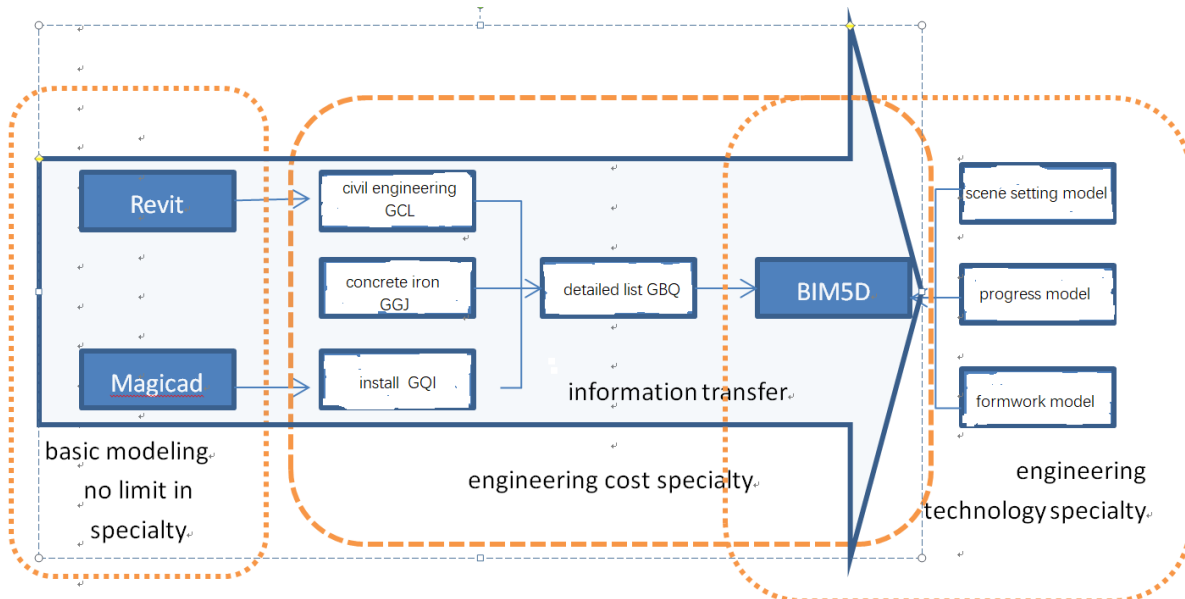 Revit
civil engineering
GCL
scene setting model
concrete iron
GGJ
detailed list GBQ
BIM5D
progress model
Magicad
install GQI
information transfer
formwork model
basic modeling
no limit in
specialty
engineering cost specialty
engineering
technology specialty